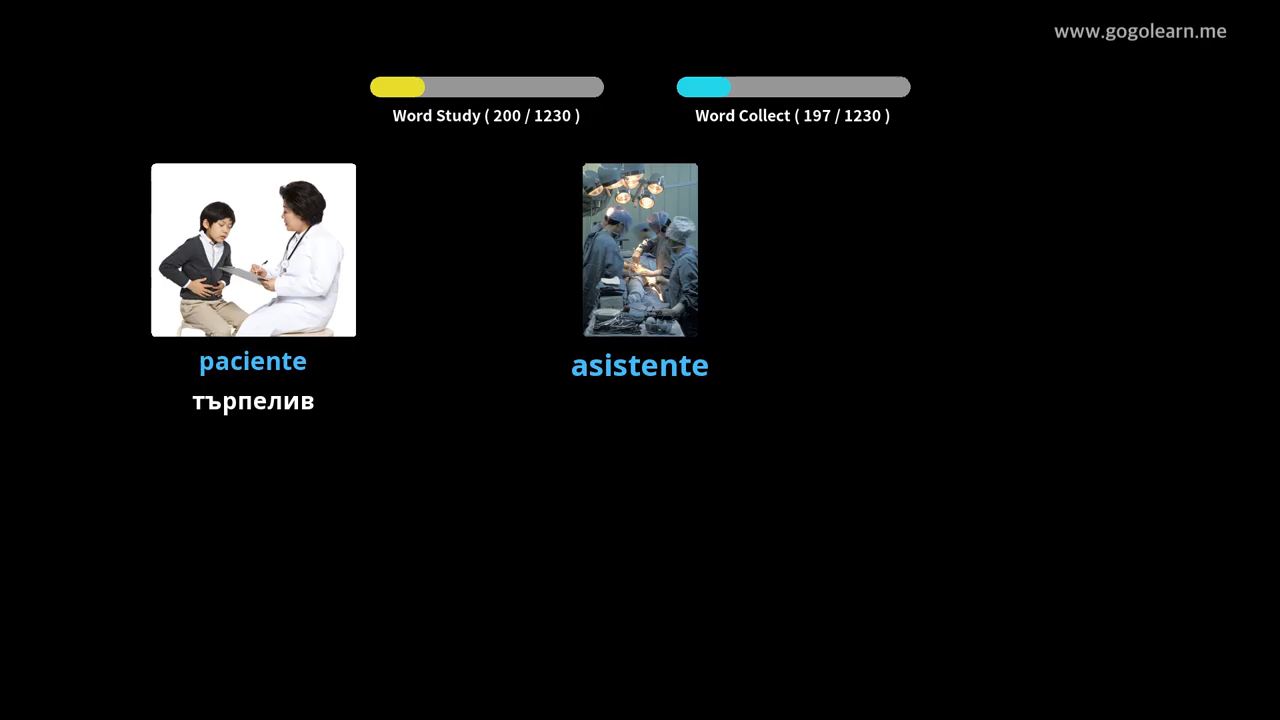 www.gogolearn.me
Word Study ( 200 / 1230 )
Word Collect ( 197 / 1230 )
paciente
търпелив
asistente